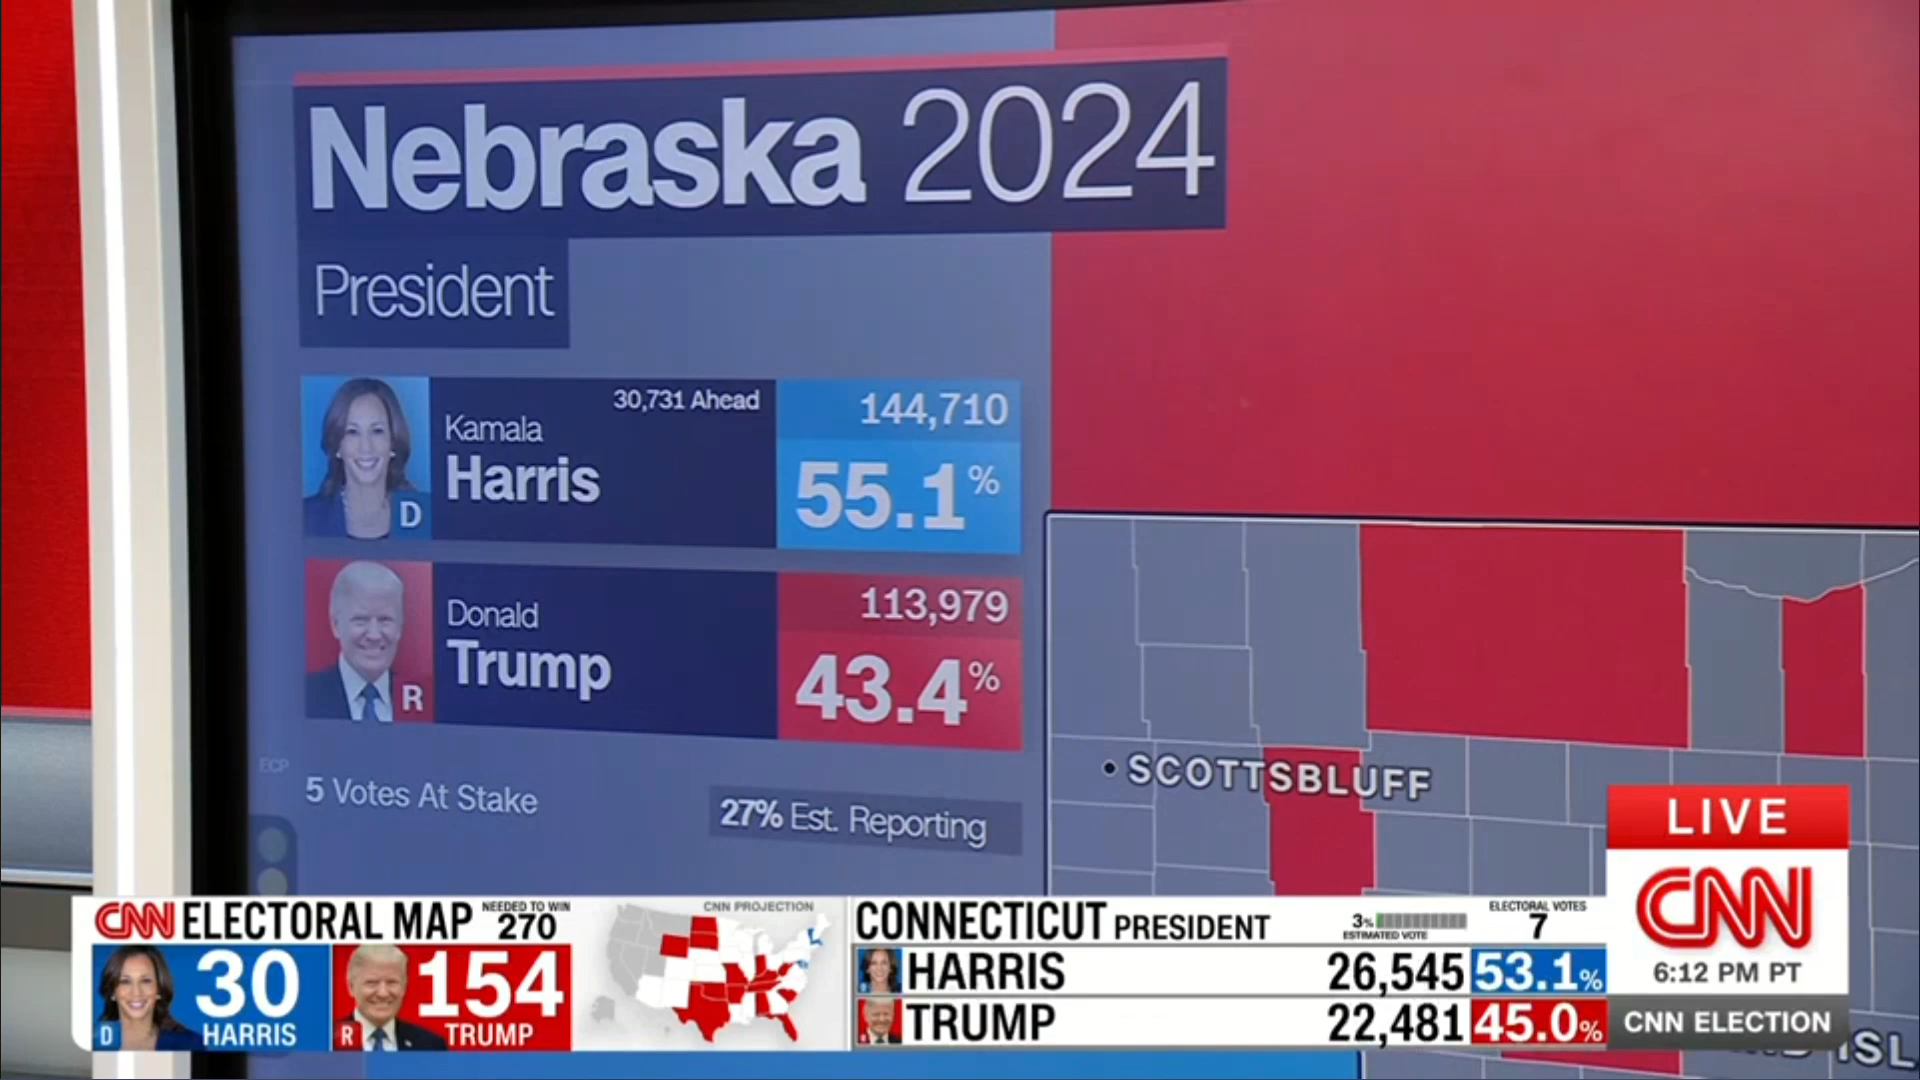 Nebraska 2024
President
30,731 Ahead
Kamala
Harris
D
144,710
55.1%
Donald
Trump
R
113,979
43.4%
ECP
5 Votes At Stake
27% Est. Reporting
SCOTTSBLUFF
LIVE
CNN
6:12 PM PT
CNN ELECTION
CNN ELECTORAL MAP
NEEDED TO WIN
270
CNN PROJECTION
D
30
HARRIS
R
154
TRUMP
CONNECTICUT PRESIDENT
3%
ESTIMATED VOTE
ELECTORAL VOTES
7
HARRIS 26,545 53.1%
TRUMP 22,481 45.0%